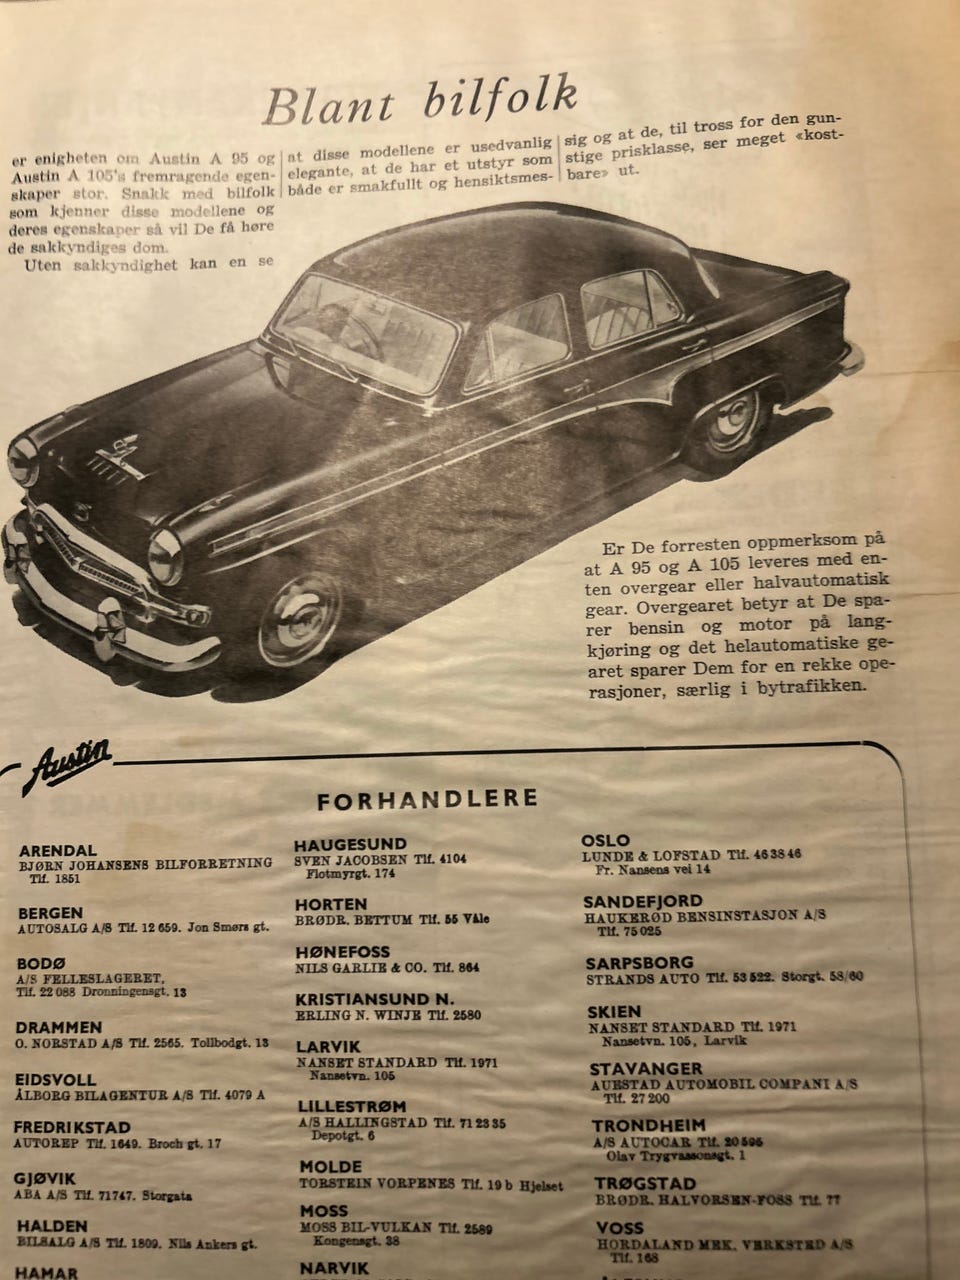 Blant bilfolk
er enigheten om Austin A 95 og
Austin A 105's fremragende egen-
skaper stor. Snakk med bilfolk
som kjenner disse modellene og
deres egenskaper så vil De få høre
de sakkyndiges dom.
Uten sakkyndighet kan en se
at disse modellene er usedvanlig
elegante, at de har et utstyr som
både er smakfullt og hensiktsmes-
sig og at de, til tross for den gun-
stige prisklasse, ser meget «kost-
bare» ut.
Er De forresten oppmerksom på
at A 95 og A 105 leveres med en-
ten overgear eller halvautomatisk
gear. Overgearet betyr at De spa-
rer bensin og motor på lang-
kjøring og det helautomatiske ge-
aret sparer Dem for en rekke ope-
rasjoner, særlig i bytrafikken.
Austin
FORHANDLERE
ARENDAL
BJØRN JOHANSENS BILFORRETNING
Tlf. 1851
BERGEN
AUTOSALG A/S Tlf. 12 659. Jon Smørs gt.
BODØ
A/S FELLESLAGERET,
Tlf. 22 088 Dronningensgt. 13
DRAMMEN
O. NORSTAD A/S Tlf. 2565. Tollbodgt. 13
EIDSVOLL
ÅLBORG BILAGENTUR A/S Tlf. 4079 A
FREDRIKSTAD
AUTOREP Tlf. 1649. Broch gt. 17
GJØVIK
ABA A/S Tlf. 71747. Storgata
HALDEN
BILSALG A/S Tlf. 1809. Nils Ankers gt.
HAMAR
HAUGESUND
SVEN JACOBSEN Tlf. 4104
Flotmyrgt. 174
HORTEN
BRØDR. BETTUM Tlf. 55 Våle
HØNEFOSS
NILS GARLIE & CO. Tlf. 864
KRISTIANSUND N.
ERLING N. WINJE Tlf. 2580
LARVIK
NANSET STANDARD Tlf. 1971
Nansetvn. 105
LILLESTRØM
A/S HALLINGSTAD Tlf. 71 23 35
Depotgt. 6
MOLDE
TORSTEIN VORPENES Tlf. 19 b Hjelset
MOSS
MOSS BIL-VULKAN Tlf. 2589
Kongensgt. 38
NARVIK
OSLO
LUNDE & LOFSTAD Tlf. 46 38 46
Fr. Nansens vei 14
SANDEFJORD
HAUKERØD BENSINSTASJON A/S
Tlf. 75 025
SARPSBORG
STRANDS AUTO Tlf. 53 522. Storgt. 58/60
SKIEN
NANSET STANDARD Tlf. 1971
Nansetvn. 105, Larvik
STAVANGER
AUESTAD AUTOMOBIL COMPANI A/S
Tlf. 27 200
TRONDHEIM
A/S AUTOCAR Tlf. 20 596
Olav Trygvassonsgt. 1
TRØGSTAD
BRØDR. HALVORSEN-FOSS Tlf. 77
VOSS
HORDALAND MEK. VERKSTED A/S
Tlf. 168